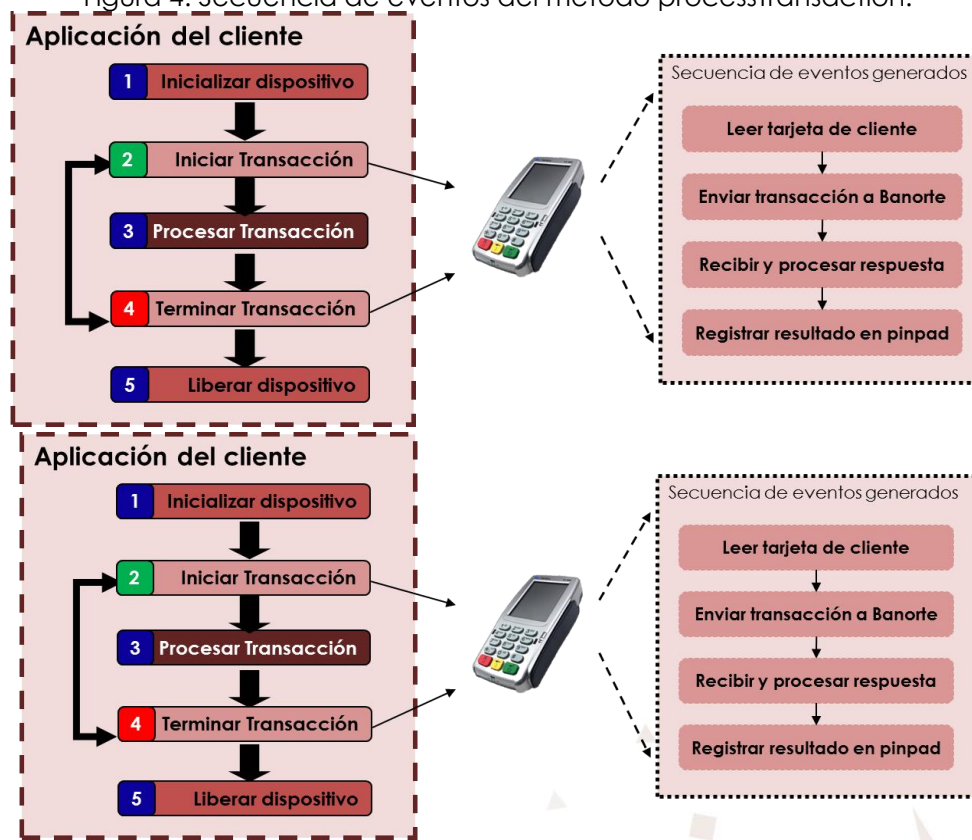 Figura 4. Secuencia de eventos del método processtransaction.
Aplicación del cliente
1 Inicializar dispositivo
2 Iniciar Transacción
3 Procesar Transacción
4 Terminar Transacción
5 Liberar dispositivo
Secuencia de eventos generados
Leer tarjeta de cliente
Enviar transacción a Banorte
Recibir y procesar respuesta
Registrar resultado en pinpad
Aplicación del cliente
1 Inicializar dispositivo
2 Iniciar Transacción
3 Procesar Transacción
4 Terminar Transacción
5 Liberar dispositivo
Secuencia de eventos generados
Leer tarjeta de cliente
Enviar transacción a Banorte
Recibir y procesar respuesta
Registrar resultado en pinpad